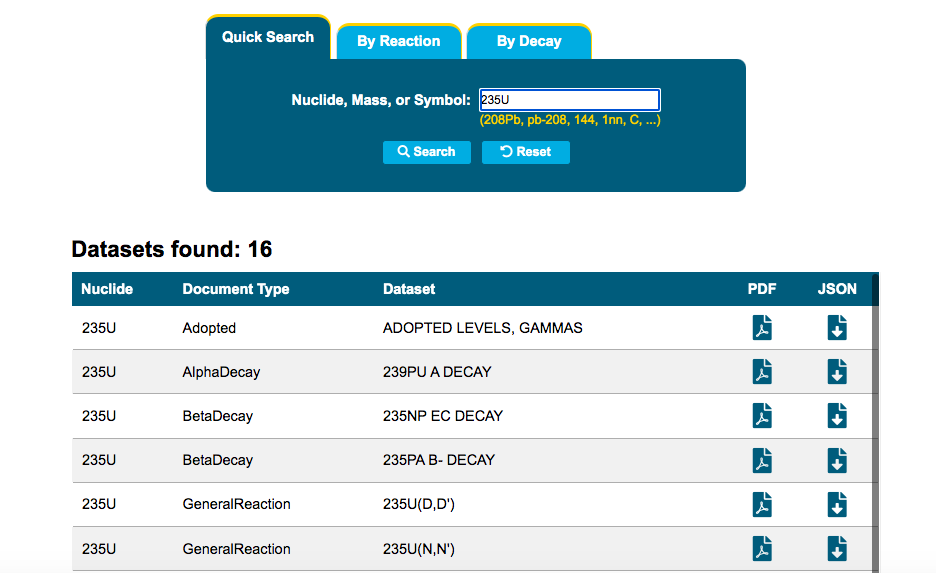 Quick Search By Reaction By Decay
Nuclide, Mass, or Symbol: 235U
(208Pb, pb-208, 144, 1nn, C, ...)
Search Reset
Datasets found: 16
Nuclide Document Type Dataset PDF JSON
235U Adopted ADOPTED LEVELS, GAMMAS
235U AlphaDecay 239PU A DECAY
235U BetaDecay 235NP EC DECAY
235U BetaDecay 235PA B- DECAY
235U GeneralReaction 235U(D,D')
235U GeneralReaction 235U(N,N')